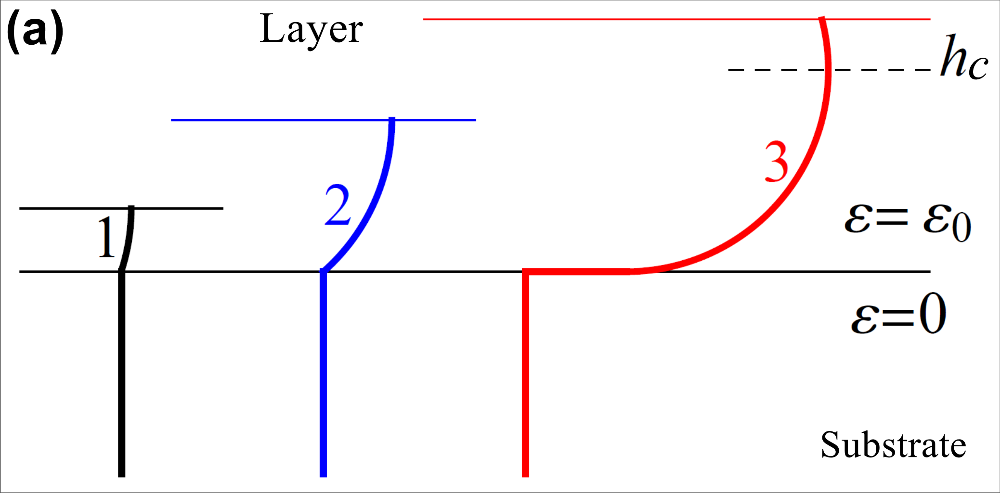 (a)
Layer
hc
3
2
1
ε= ε0
ε=0
Substrate